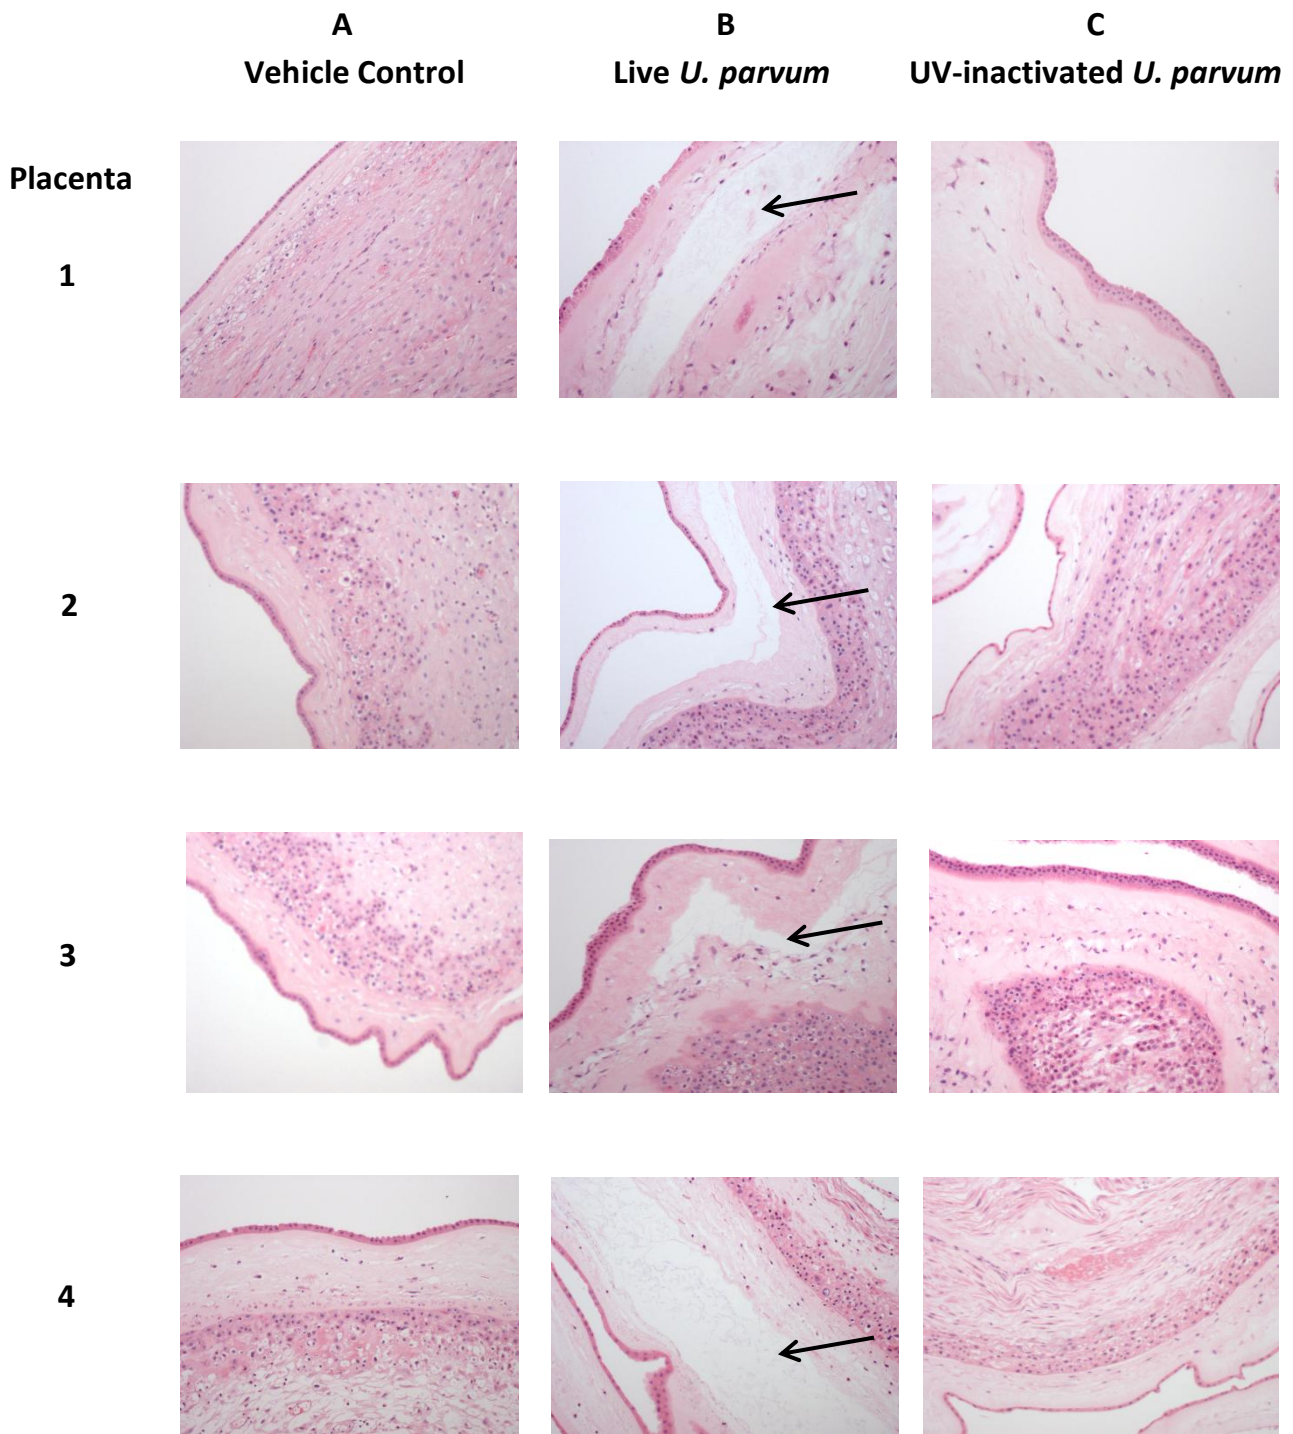 A
B
C
Vehicle Control
Live U. parvum
UV-inactivated U. parvum
Placenta
1
2
3
4